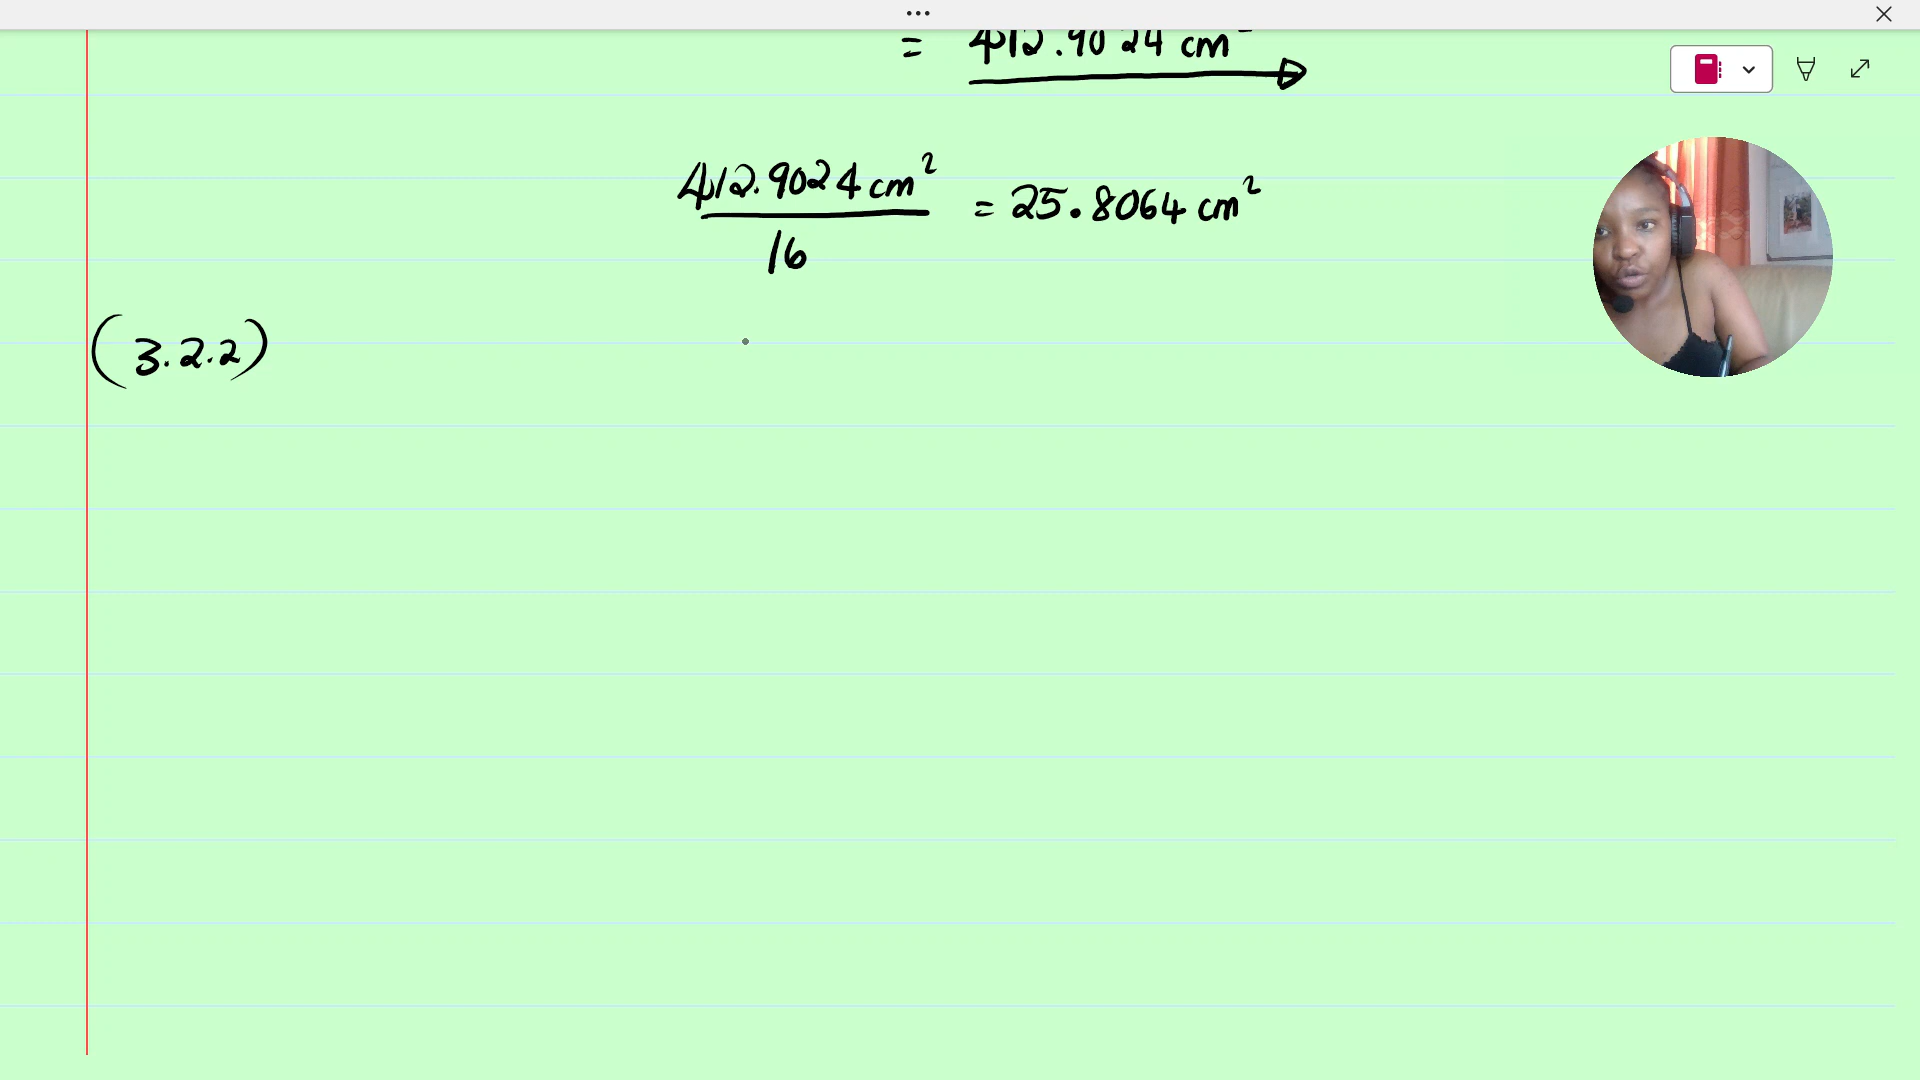 = 412.9024 cm²
412.9024 cm²
16
= 25.8064 cm²
(3.2.2)